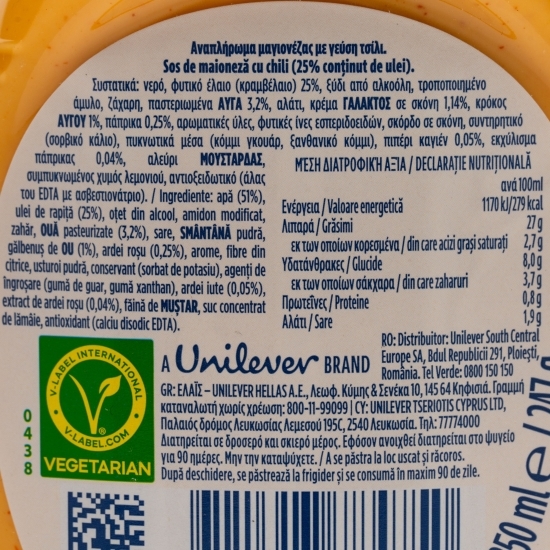 Αναπλήρωμα μαγιονέζας με γεύση τσίλι.
Sos de maioneză cu chili (25% conținut de ulei).
Συστατικά: νερό, φυτικό έλαιο (κραμβέλαιο) 25%, ξύδι από αλκοόλη, τροποποιημένο
άμυλο, ζάχαρη, παστεριωμένα ΑΥΓΑ 3,2%, αλάτι, κρέμα ΓΑΛΑΚΤΟΣ σε σκόνη 1,14%, κρόκος
ΑΥΓΟΥ 1%, πάπρικα 0,25%, αρωματικές ύλες, φυτικές ίνες εσπεριδοειδών, σκόρδο σε σκόνη, συντηρητικό
(σορβικό κάλιο), πυκνωτικά μέσα (κόμμι γκουάρ, ξανθανικό κόμμι), πιπέρι καγιέν 0,05%, εκχύλισμα
πάπρικας 0,04%, αλεύρι ΜΟΥΣΤΑΡΔΑΣ,
συμπυκνωμένος χυμός λεμονιού, αντιοξειδωτικό (άλας
του EDTA με ασβεστιονάτριο). / Ingrediente: apă (51%),
ulei de rapiță (25%), oțet din alcool, amidon modificat,
zahăr, OUĂ pasteurizate (3,2%), sare, SMÂNTÂNĂ pudră,
gălbenuș de OU (1%), ardei roșu (0,25%), arome, fibre din
citrice, usturoi pudră, conservant (sorbat de potasiu), agenți de
îngroșare (gumă de guar, gumă xanthan), ardei iute (0,05%),
extract de ardei roșu (0,04%), făină de MUȘTAR, suc concentrat
de lămâie, antioxidant (calciu disodic EDTA).
ΜΈΣΗ ΔΙΑΤΡΟΦΙΚΉ ΑΞΊΑ / DECLARAȚIE NUTRIȚIONALĂ
ανά 100ml
Ενέργεια / Valoare energetică 1170 kJ/279 kcal
Λιπαρά / Grăsimi 27 g
εκ των οποίων κορεσμένα / din care acizi grași saturați 2,7 g
Υδατάνθρακες / Glucide 8,0 g
εκ των οποίων σάκχαρα / din care zaharuri 3,7 g
Πρωτεΐνες / Proteine 0,8 g
Αλάτι / Sare 1,9 g
V-LABEL INTERNATIONAL
V-LABEL.COM
VEGETARIAN
0438
A Unilever BRAND
RO: Distribuitor: Unilever South Central
Europe SA, Bdul Republicii 291, Ploiești,
România. Tel Verde: 0800 150 150
GR: ΕΛΑΪΣ – UNILEVER HELLAS A.E., Λεωφ. Κύμης & Σενέκα 10, 145 64 Κηφισιά. Γραμμή
καταναλωτή χωρίς χρέωση: 800-11-99099 | CY: UNILEVER TSERIOTIS CYPRUS LTD,
Παλαιός δρόμος Λευκωσίας Λεμεσού 195C, 2540 Λευκωσία. Τηλ: 77774000
Διατηρείται σε δροσερό και σκιερό μέρος. Εφόσον ανοιχθεί διατηρείται στο ψυγείο
για 90 ημέρες. Μην την καταψύχετε. / A se păstra la loc uscat și răcoros.
După deschidere, se păstrează la frigider și se consumă în maxim 90 de zile.
50 ml e / 247 g